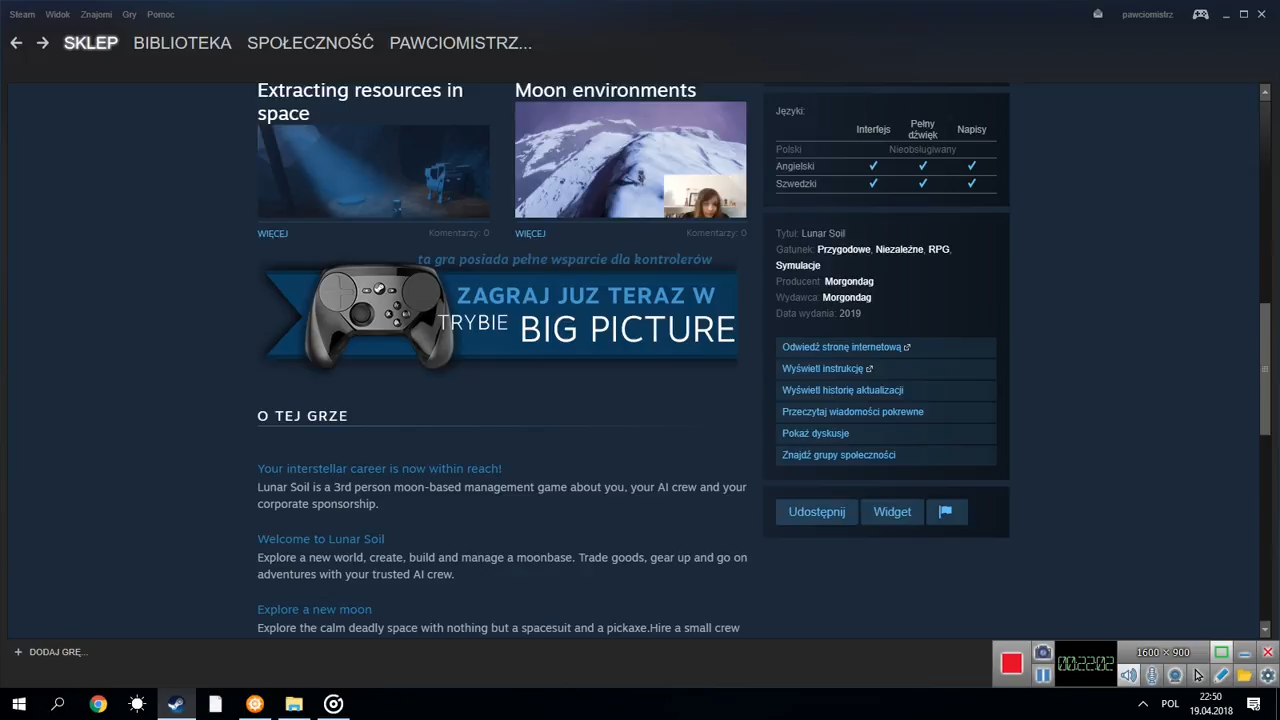 Steam Widok Znajomi Gry Pomoc pawciomistrz
SKLEP BIBLIOTEKA SPOŁECZNOŚĆ PAWCIOMISTRZ...
Extracting resources in
space
WIĘCEJ Komentarzy: 0
Moon environments
WIĘCEJ Komentarzy: 0
ta gra posiada pełne wsparcie dla kontrolerów
ZAGRAJ JUZ TERAZ W
TRYBIE BIG PICTURE
O TEJ GRZE
Your interstellar career is now within reach!
Lunar Soil is a 3rd person moon-based management game about you, your AI crew and your
corporate sponsorship.
Welcome to Lunar Soil
Explore a new world, create, build and manage a moonbase. Trade goods, gear up and go on
adventures with your trusted AI crew.
Explore a new moon
Explore the calm deadly space with nothing but a spacesuit and a pickaxe.Hire a small crew
Języki:
Interfejs Pełny dźwięk Napisy
Polski Nieobsługiwany
Angielski ✔ ✔ ✔
Szwedzki ✔ ✔ ✔
Tytuł: Lunar Soil
Gatunek: Przygodowe, Niezależne, RPG,
Symulacje
Producent: Morgondag
Wydawca: Morgondag
Data wydania: 2019
Odwiedź stronę internetową
Wyświetl instrukcję
Wyświetl historię aktualizacji
Przeczytaj wiadomości pokrewne
Pokaż dyskusje
Znajdź grupy społeczności
Udostępnij Widget
+ DODAJ GRĘ...
00:22:02 1600 × 900
POL 22:50
19.04.2018